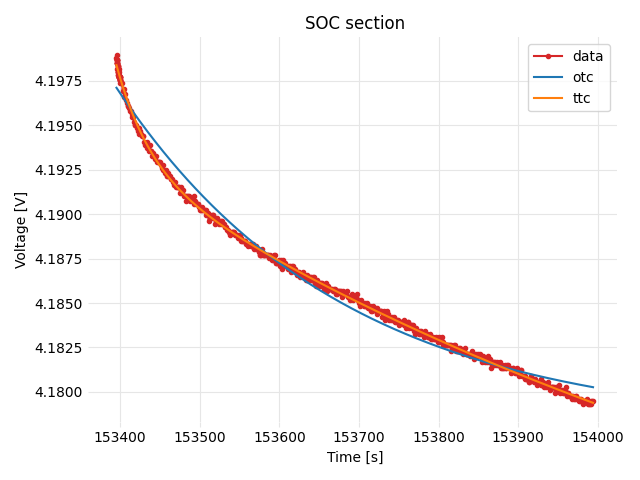 SOC section
data
otc
ttc
Voltage [V]
4.1975
4.1950
4.1925
4.1900
4.1875
4.1850
4.1825
4.1800
153400 153500 153600 153700 153800 153900 154000
Time [s]